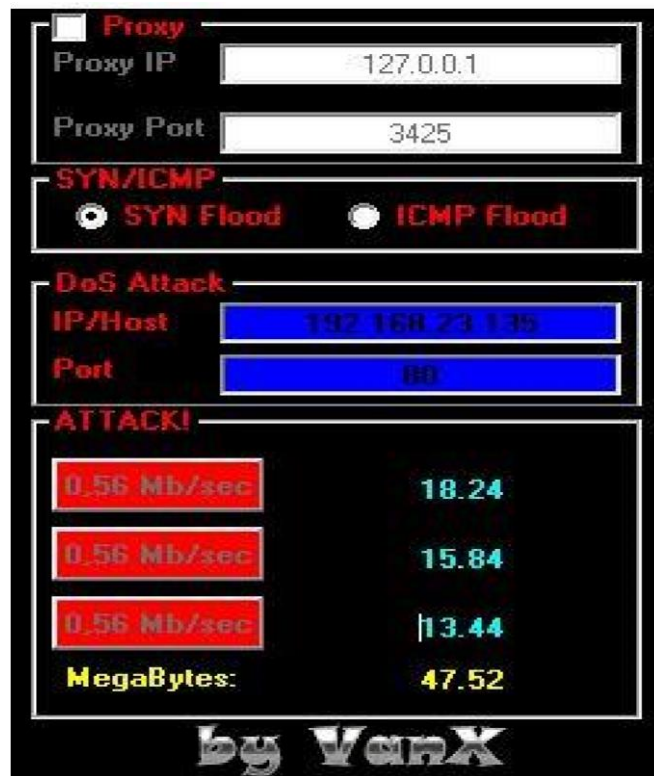 Proxy
Proxy IP 127.0.0.1
Proxy Port 3425
SYN/ICMP
SYN Flood ICMP Flood
DoS Attack
IP/Host 192.168.23.135
Port 80
ATTACK!
0,56 Mb/sec 18.24
0,56 Mb/sec 15.84
0,56 Mb/sec 13.44
MegaBytes: 47.52
by VanX